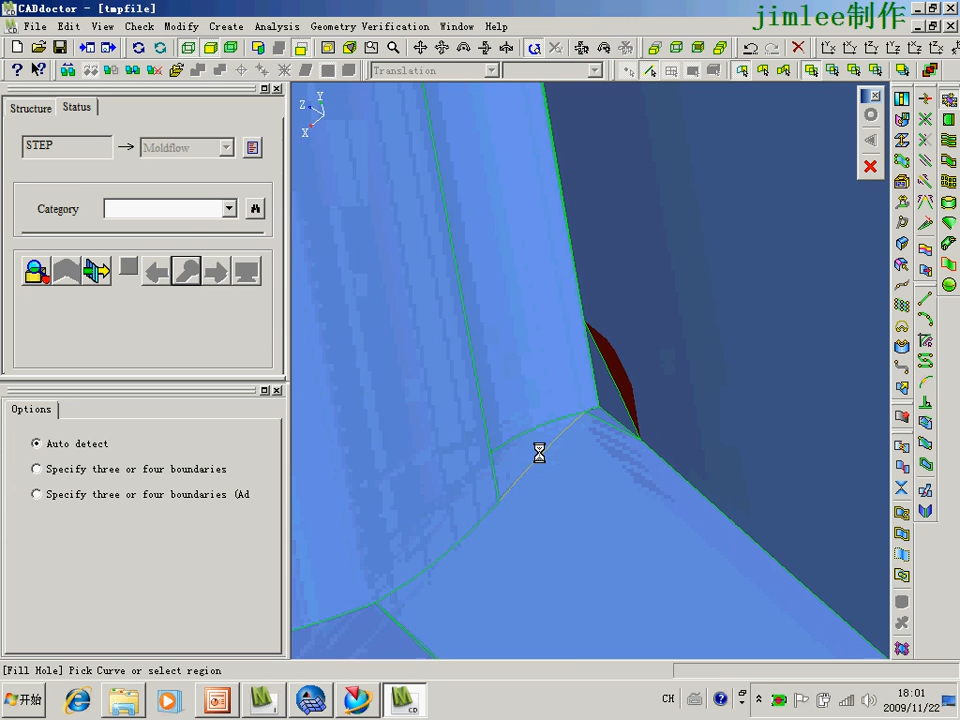 CADdoctor - [tmpfile]
jimlee制作
File Edit View Check Modify Create Analysis Geometry Verification Window Help
Translation
Structure Status
STEP
Moldflow
Category
Options
Auto detect
Specify three or four boundaries
Specify three or four boundaries (Ad
Y
Z
X
[Fill Hole] Pick Curve or select region
开始
CH
18:01
2009/11/22